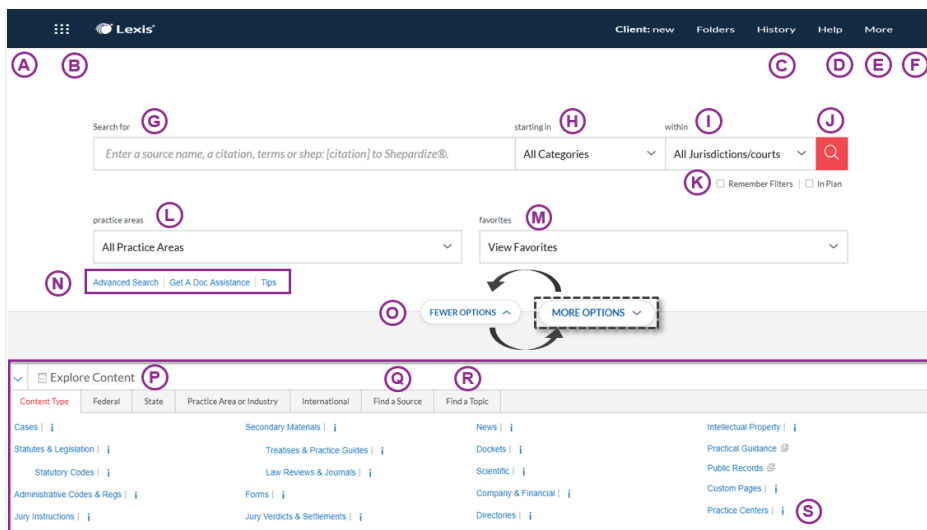 Lexis® Client: new Folders History Help More
A B C D E F
Search for G starting in H within I J
Enter a source name, a citation, terms or shep: [citation] to Shepardize®. All Categories All Jurisdictions/courts
K Remember Filters | In Plan
practice areas L favorites M
All Practice Areas View Favorites
N Advanced Search | Get A Doc Assistance | Tips
O FEWER OPTIONS MORE OPTIONS
Explore Content P Q R
Content Type Federal State Practice Area or Industry International Find a Source Find a Topic
Cases | i Secondary Materials | i News | i Intellectual Property | i
Statutes & Legislation | i Treatises & Practice Guides | i Dockets | i Practical Guidance
Statutory Codes | i Law Reviews & Journals | i Scientific | i Public Records
Administrative Codes & Regs | i Forms | i Company & Financial | i Custom Pages | i
Jury Instructions | i Jury Verdicts & Settlements | i Directories | i Practice Centers | i S